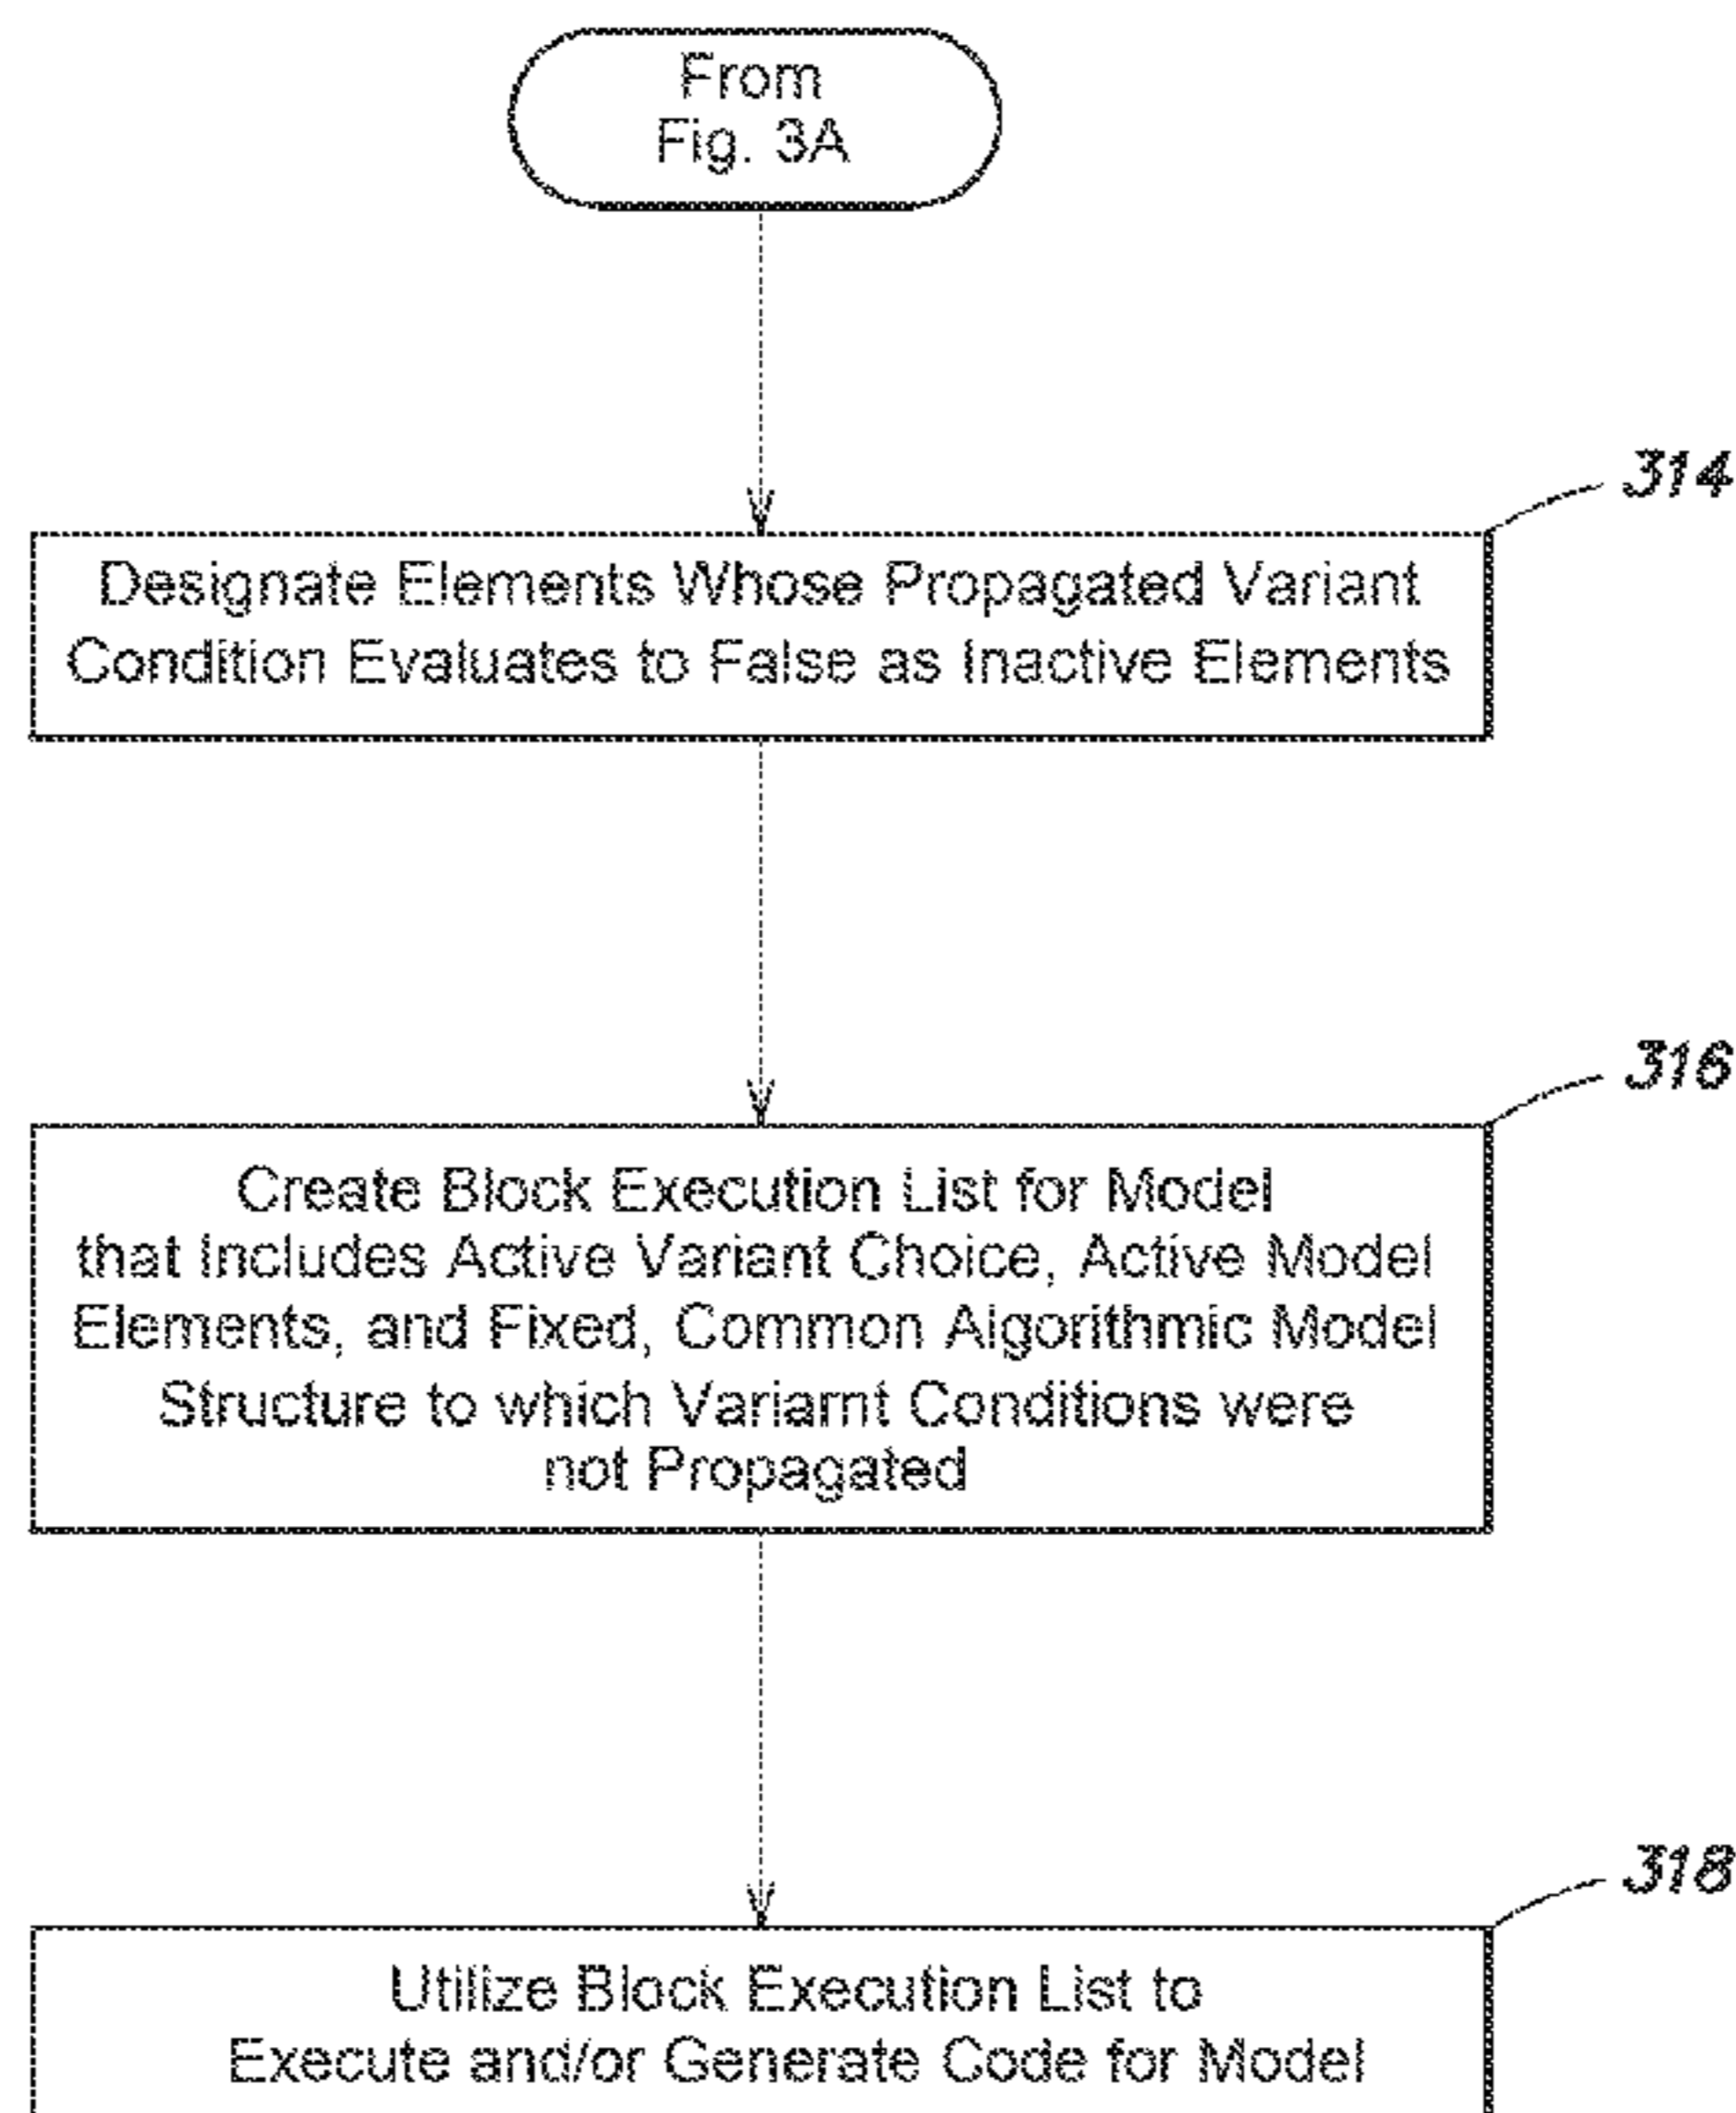 From
Fig. 3A
314
Designate Elements Whose Propagated Variant
Condition Evaluates to False as Inactive Elements
316
Create Block Execution List for Model
that Includes Active Variant Choice, Active Model
Elements, and Fixed, Common Algorithmic Model
Structure to which Variarnt Conditions were
not Propagated
318
Utilize Block Execution List to
Execute and/or Generate Code for Model